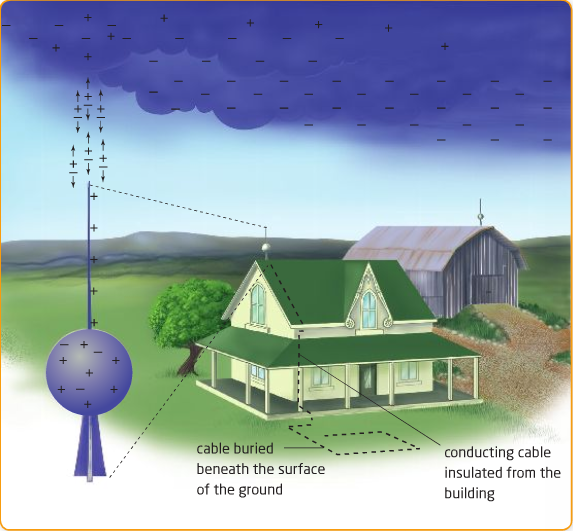 cable buried
beneath the surface
of the ground
conducting cable
insulated from the
building